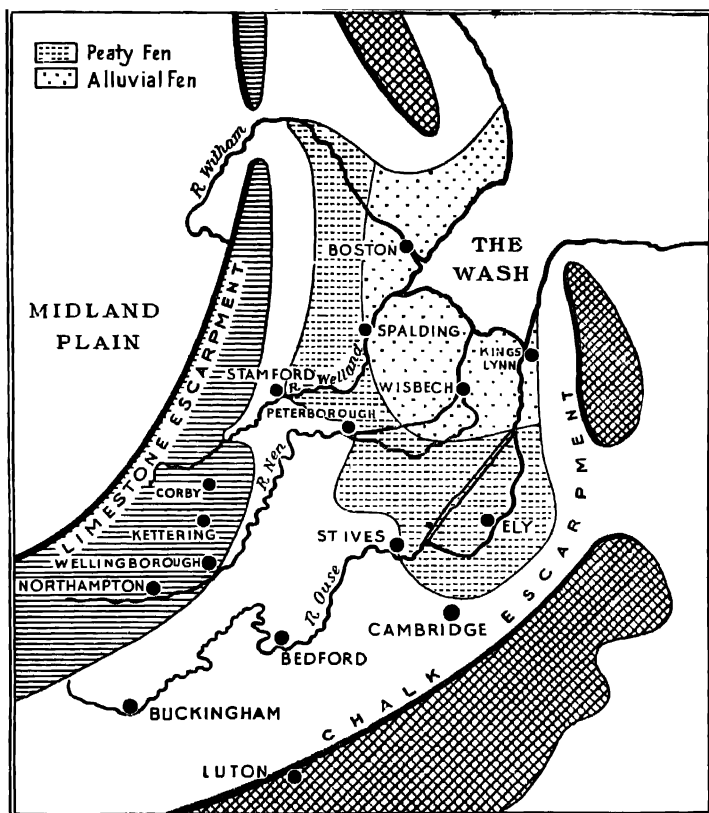 Peaty Fen
Alluvial Fen
R Witham
BOSTON
THE
WASH
MIDLAND
PLAIN
LIMESTONE ESCARPMENT
SPALDING
KINGS
LYNN
STAMFORD
R. Welland
WISBECH
PETERBOROUGH
R Nen
CORBY
KETTERING
WELLINGBOROUGH
NORTHAMPTON
ST IVES
ELY
R Ouse
CAMBRIDGE
BEDFORD
BUCKINGHAM
CHALK ESCARPMENT
LUTON